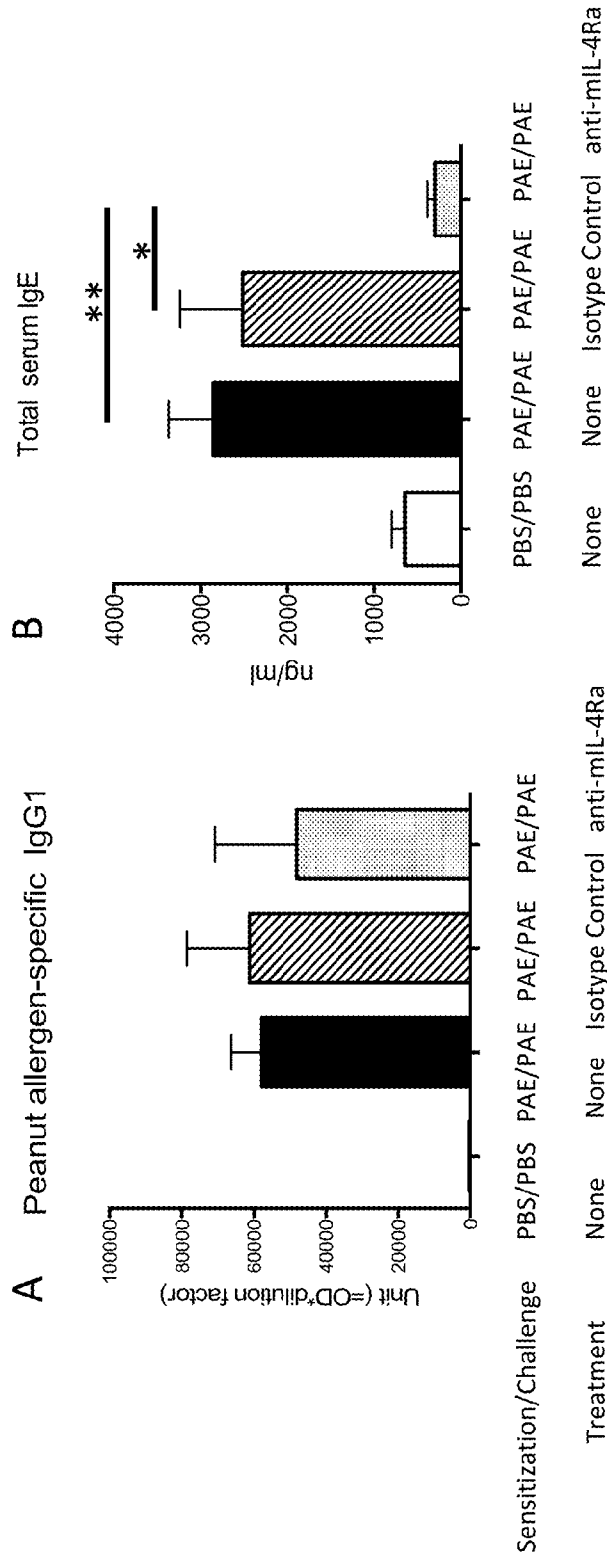 A
Peanut allergen-specific IgG1
Unit (=OD*dilution factor)
100000
80000
60000
40000
20000
0
Sensitization/Challenge PBS/PBS PAE/PAE PAE/PAE PAE/PAE
Treatment None None Isotype Control anti-mIL-4Ra
B
Total serum IgE
**
*
ng/ml
4000
3000
2000
1000
0
PBS/PBS PAE/PAE PAE/PAE PAE/PAE
None None Isotype Control anti-mIL-4Ra